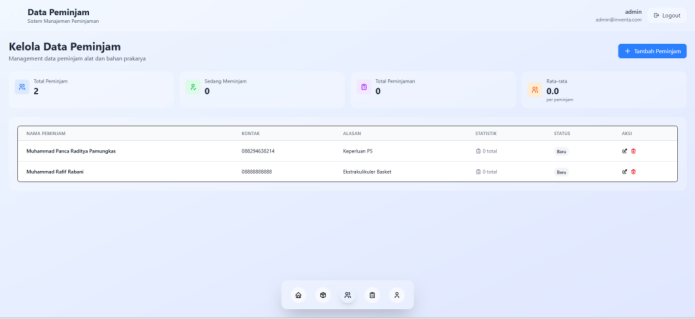 Data Peminjam
Sistem Manajemen Peminjaman
admin
admin@inventa.com
Logout
Kelola Data Peminjam
Management data peminjam alat dan bahan prakarya
+ Tambah Peminjam
Total Peminjam
2
Sedang Meminjam
0
Total Peminjaman
0
Rata-rata
0.0
per peminjam
NAMA PEMINJAM KONTAK ALASAN STATISTIK STATUS AKSI
Muhammad Panca Raditya Pamungkas 088294638214 Keperluan P5 0 total Baru
Muhammad Rafif Rabani 08888888888 Ekstrakulikuler Basket 0 total Baru